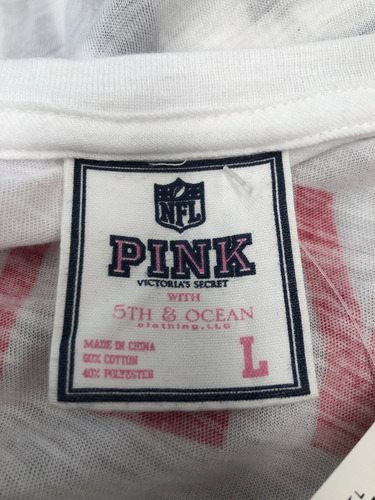 NFL
PINK
VICTORIA'S SECRET
WITH
5TH & OCEAN
clothing, LLC
MADE IN CHINA
60% COTTON
40% POLYESTER
L